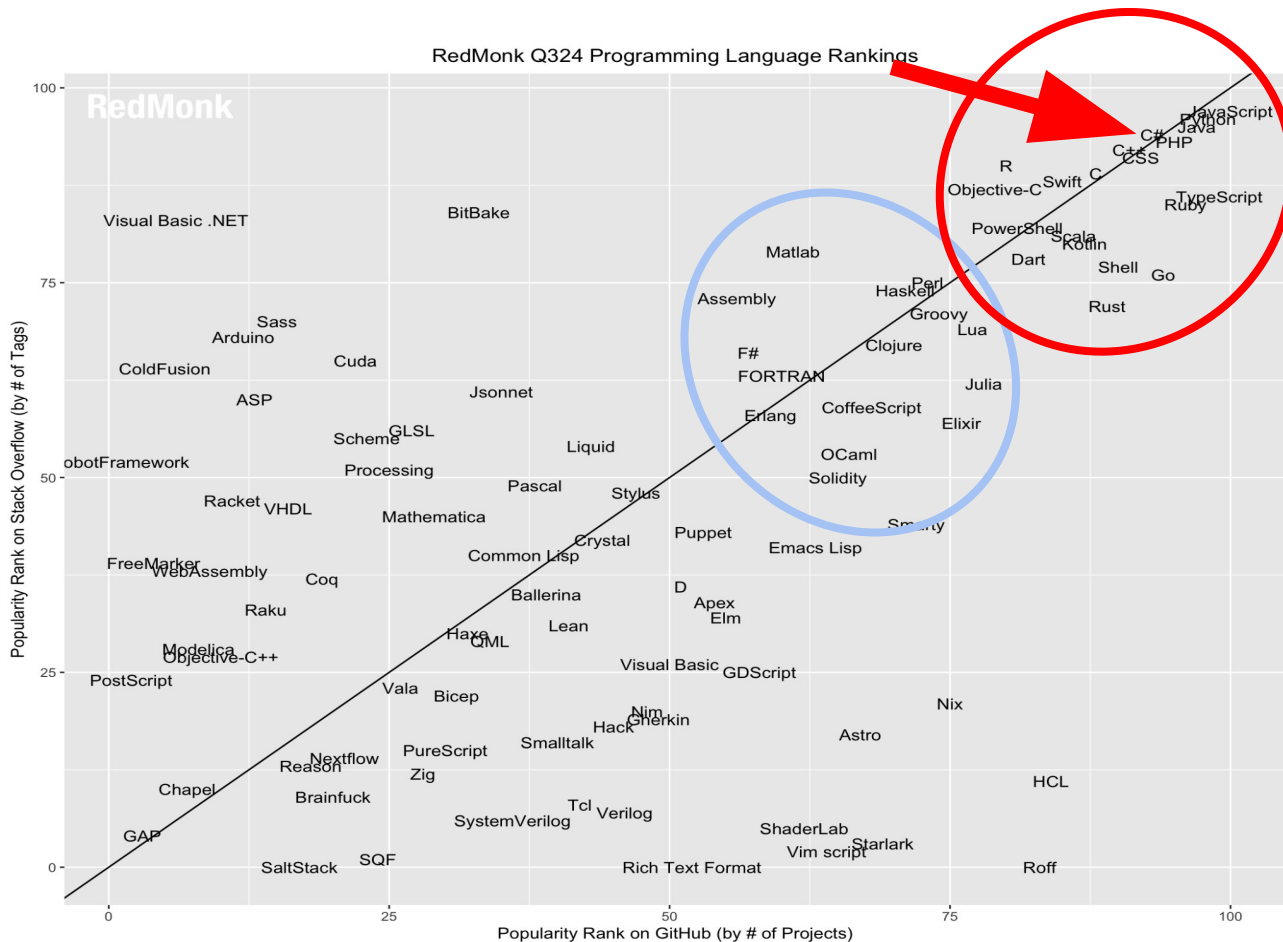 RedMonk Q324 Programming Language Rankings
RedMonk
100
JavaScript
Python
Java
C#
PHP
C++
CSS
R
C
Swift
Objective-C
TypeScript
Ruby
Visual Basic .NET
BitBake
PowerShell
Scala
Kotlin
Matlab
Dart
Shell
Go
75
Perl
Haskell
Assembly
Rust
Groovy
Sass
Lua
Arduino
Clojure
F#
Cuda
ColdFusion
FORTRAN
Julia
Jsonnet
ASP
CoffeeScript
Erlang
Elixir
GLSL
Scheme
Liquid
OCaml
obotFramework
Processing
Solidity
50
Pascal
Stylus
Racket
VHDL
Mathematica
Smarty
Puppet
Crystal
Emacs Lisp
Common Lisp
FreeMarker
WebAssembly
Coq
D
Ballerina
Apex
Raku
Elm
Lean
Haxe
QML
Modelica
Objective-C++
Visual Basic
GDScript
25
PostScript
Vala
Bicep
Nix
Nim
Gherkin
Hack
Astro
Smalltalk
PureScript
Nextflow
Reason
Zig
HCL
Chapel
Brainfuck
Tcl
Verilog
SystemVerilog
ShaderLab
GAP
Starlark
Vim script
SQF
SaltStack
Rich Text Format
Roff
0
0
25
50
75
100
Popularity Rank on GitHub (by # of Projects)
Popularity Rank on Stack Overflow (by # of Tags)